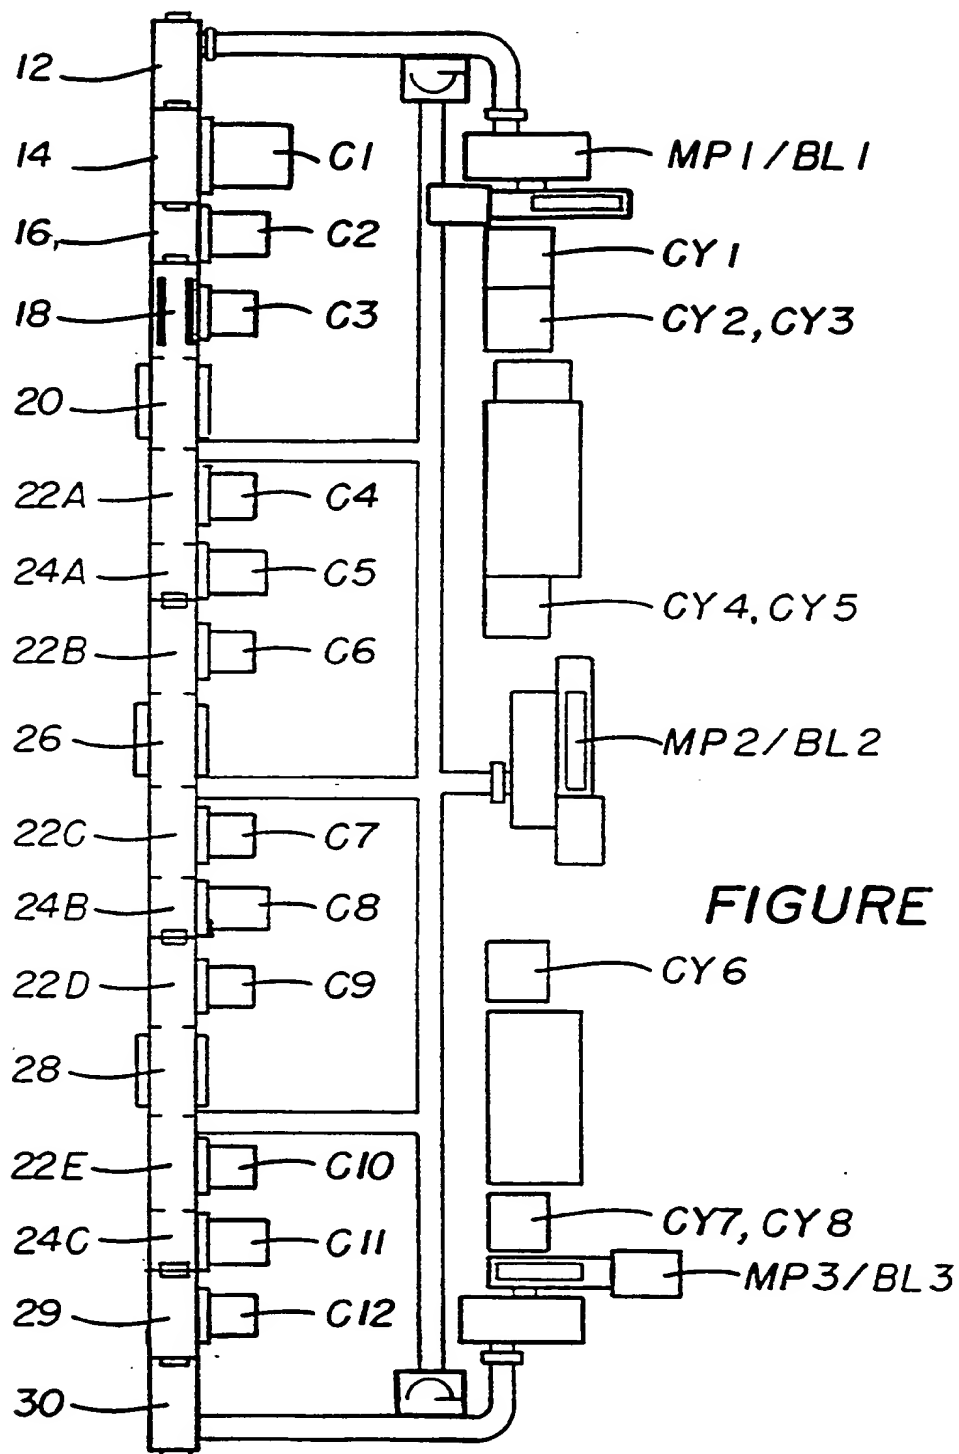 12
14 C1 MP1/BL1
16, C2 CY1
18 C3 CY2, CY3
20
22A C4
24A C5 CY4, CY5
22B C6
26 MP2/BL2
22C C7
24B C8 FIGURE
22D C9 CY6
28
22E C10
24C C11 CY7, CY8
MP3/BL3
29 C12
30